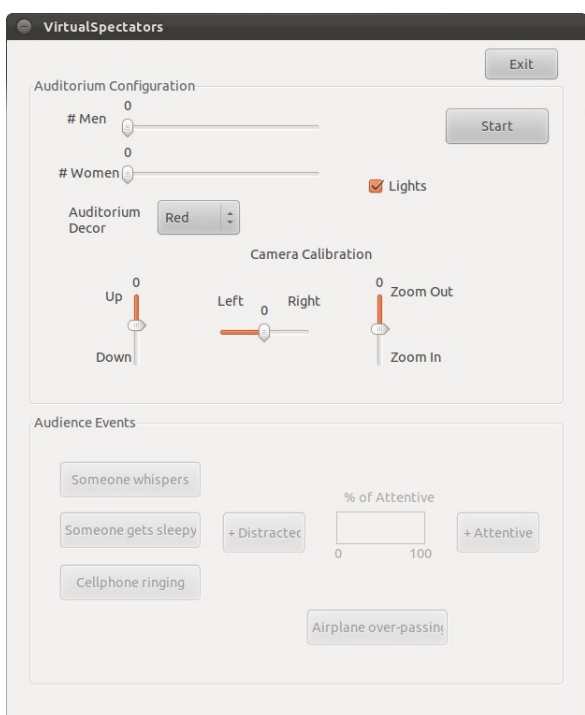 VirtualSpectators
Exit
Auditorium Configuration
0
# Men
Start
0
# Women
Lights
Auditorium
Decor
Red
Camera Calibration
0
Up
Down
Left
0
Right
0
Zoom Out
Zoom In
Audience Events
Someone whispers
% of Attentive
Someone gets sleepy
+ Distractec
+ Attentive
0
100
Cellphone ringing
Airplane over-passing